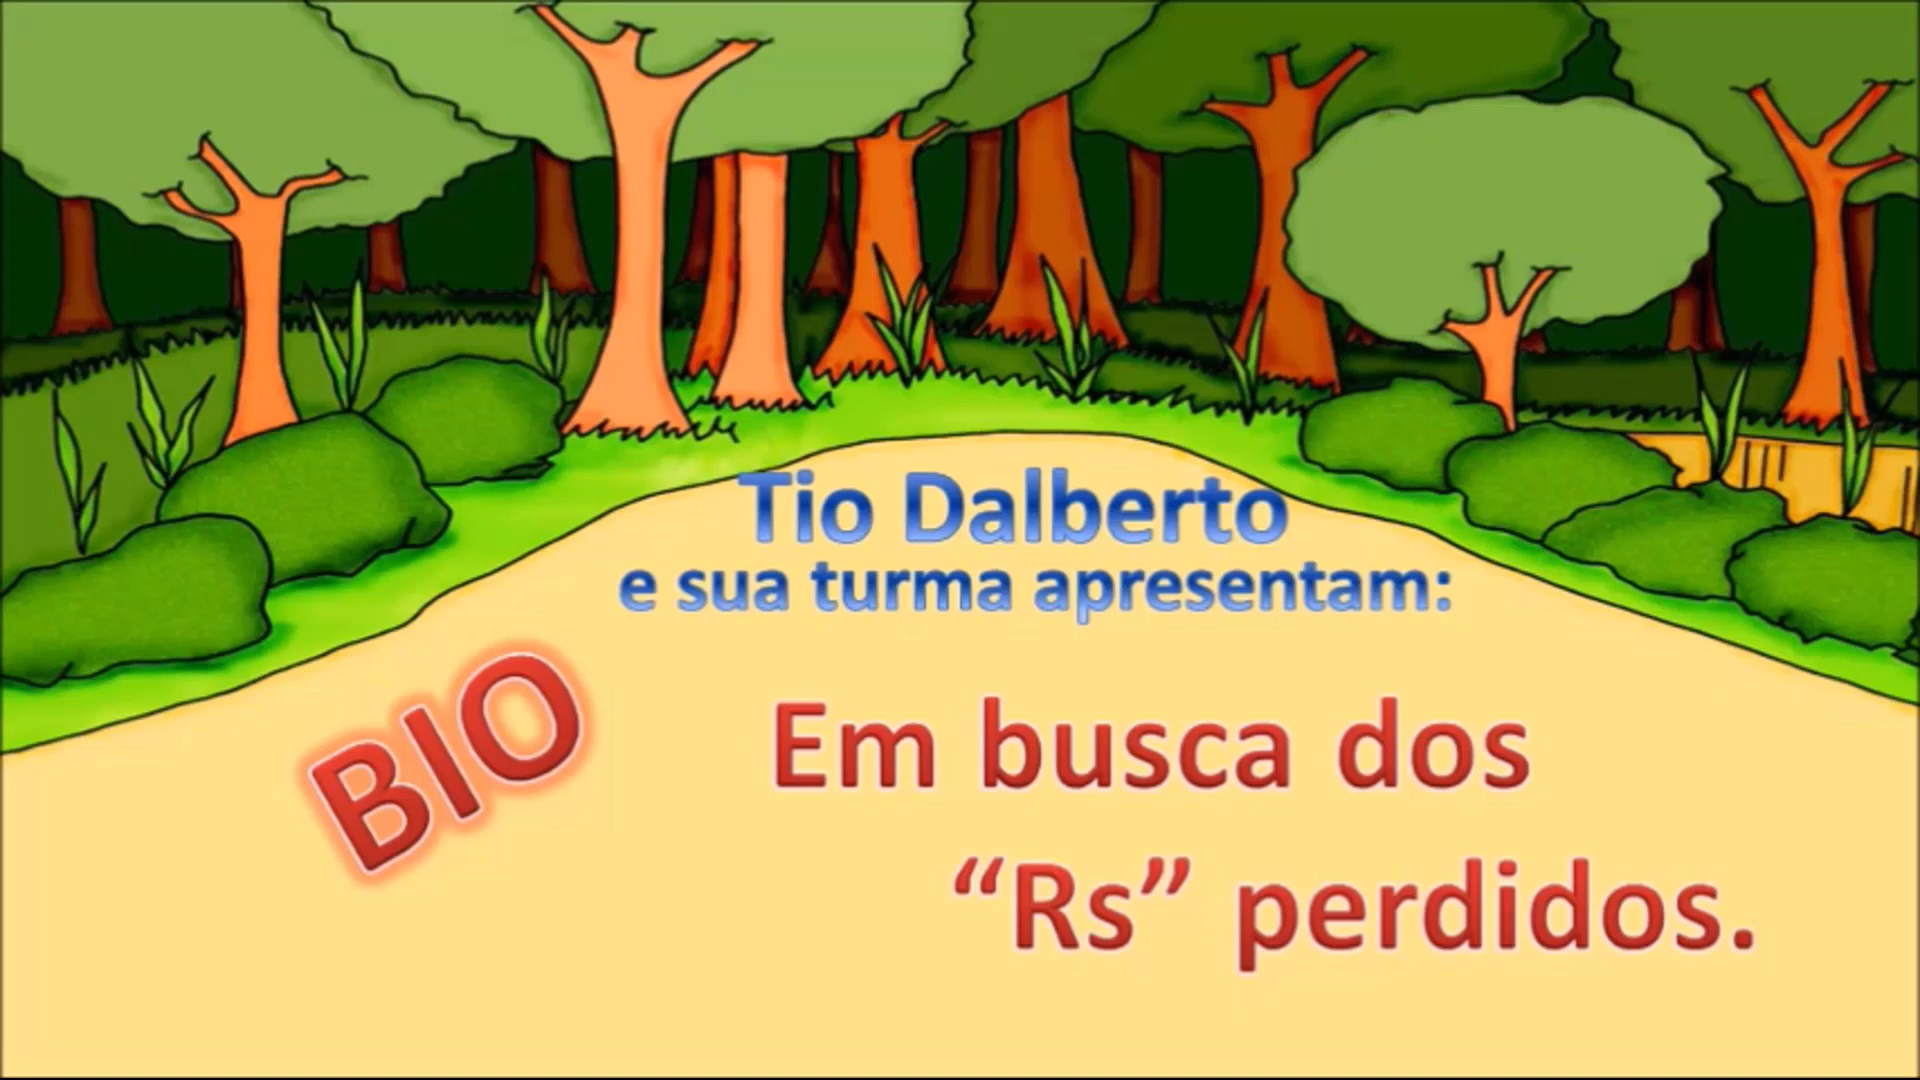 Tio Dalberto
e sua turma apresentam:
BIO
Em busca dos
“Rs” perdidos.